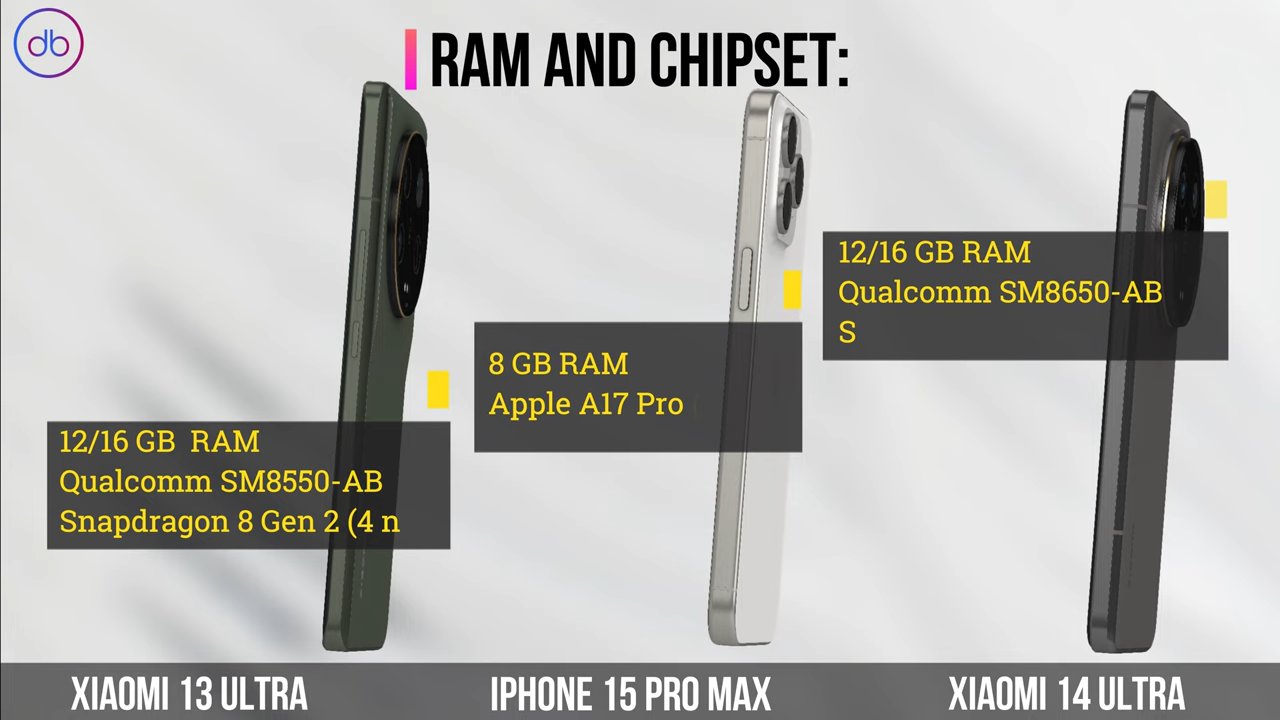 db
RAM AND CHIPSET:
12/16 GB RAM
Qualcomm SM8650-AB
S
8 GB RAM
Apple A17 Pro
12/16 GB  RAM
Qualcomm SM8550-AB
Snapdragon 8 Gen 2 (4 n
XIAOMI 13 ULTRA
IPHONE 15 PRO MAX
XIAOMI 14 ULTRA